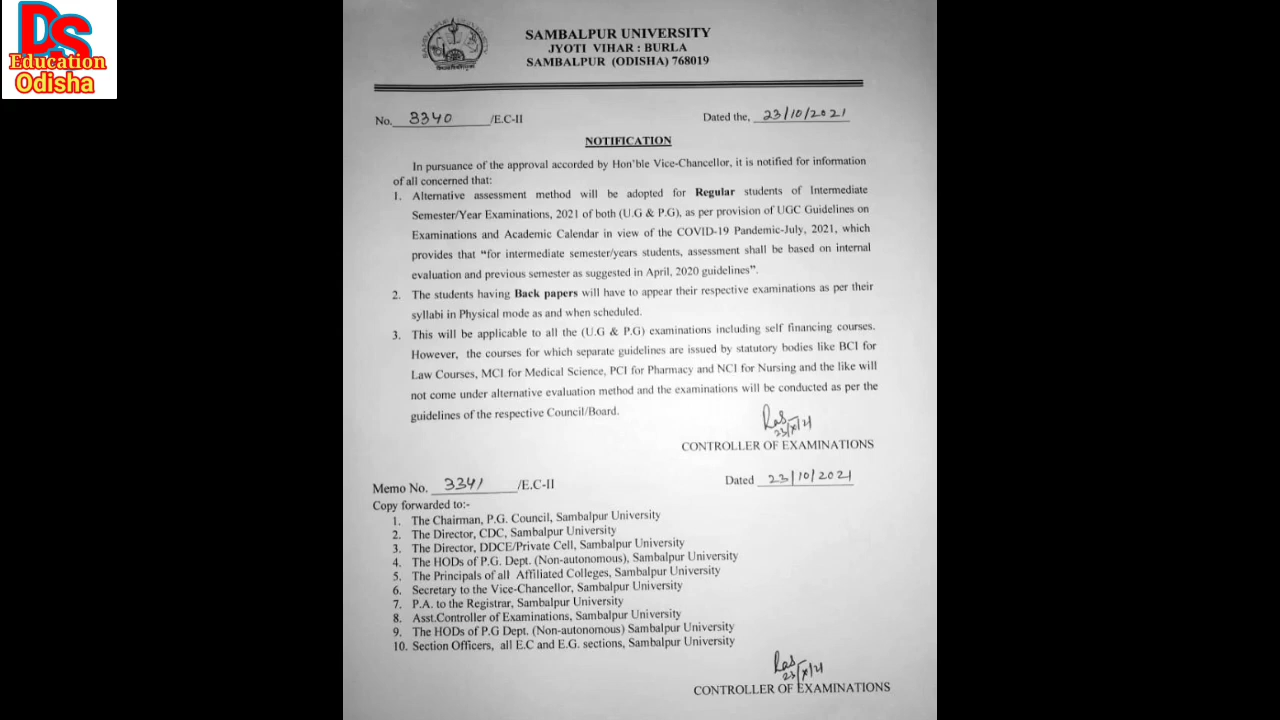 DS
Education
Odisha
SAMBALPUR UNIVERSITY
JYOTI VIHAR : BURLA
SAMBALPUR (ODISHA) 768019
No. 3340 /E.C-II
Dated the, 23/10/2021
NOTIFICATION
In pursuance of the approval accorded by Hon'ble Vice-Chancellor, it is notified for information
of all concerned that:
1. Alternative assessment method will be adopted for Regular students of Intermediate
Semester/Year Examinations, 2021 of both (U.G & P.G), as per provision of UGC Guidelines on
Examinations and Academic Calendar in view of the COVID-19 Pandemic-July, 2021, which
provides that "for intermediate semester/years students, assessment shall be based on internal
evaluation and previous semester as suggested in April, 2020 guidelines".
2. The students having Back papers will have to appear their respective examinations as per their
syllabi in Physical mode as and when scheduled.
3. This will be applicable to all the (U.G & P.G) examinations including self financing courses.
However, the courses for which separate guidelines are issued by statutory bodies like BCI for
Law Courses, MCI for Medical Science, PCI for Pharmacy and NCI for Nursing and the like will
not come under alternative evaluation method and the examinations will be conducted as per the
guidelines of the respective Council/Board.
23/X/21
CONTROLLER OF EXAMINATIONS
Memo No. 3341 /E.C-II
Dated 23/10/2021
Copy forwarded to:-
1. The Chairman, P.G. Council, Sambalpur University
2. The Director, CDC, Sambalpur University
3. The Director, DDCE/Private Cell, Sambalpur University
4. The HODs of P.G. Dept. (Non-autonomous), Sambalpur University
5. The Principals of all Affiliated Colleges, Sambalpur University
6. Secretary to the Vice-Chancellor, Sambalpur University
7. P.A. to the Registrar, Sambalpur University
8. Asst.Controller of Examinations, Sambalpur University
9. The HODs of P.G Dept. (Non-autonomous) Sambalpur University
10. Section Officers, all E.C and E.G. sections, Sambalpur University
23/X/21
CONTROLLER OF EXAMINATIONS